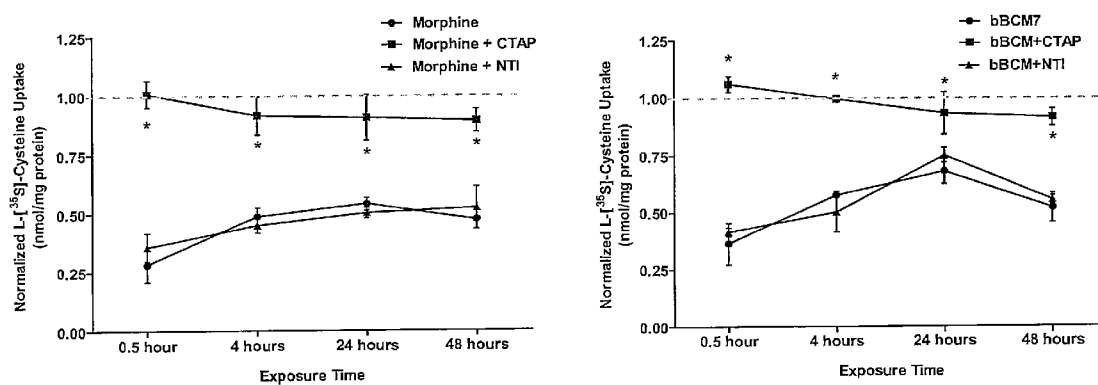 Morphine
Morphine + CTAP
Morphine + NTI
Normalized L-[³⁵S]-Cysteine Uptake
(nmol/mg protein)
1.25
1.00
0.75
0.50
0.25
0.00
*
*
*
*
0.5 hour
4 hours
24 hours
48 hours
Exposure Time
bBCM7
bBCM+CTAP
bBCM+NTI
Normalized L-[³⁵S]-Cysteine Uptake
(nmol/mg protein)
1.25
1.00
0.75
0.50
0.25
0.00
*
*
*
*
0.5 hour
4 hours
24 hours
48 hours
Exposure Time